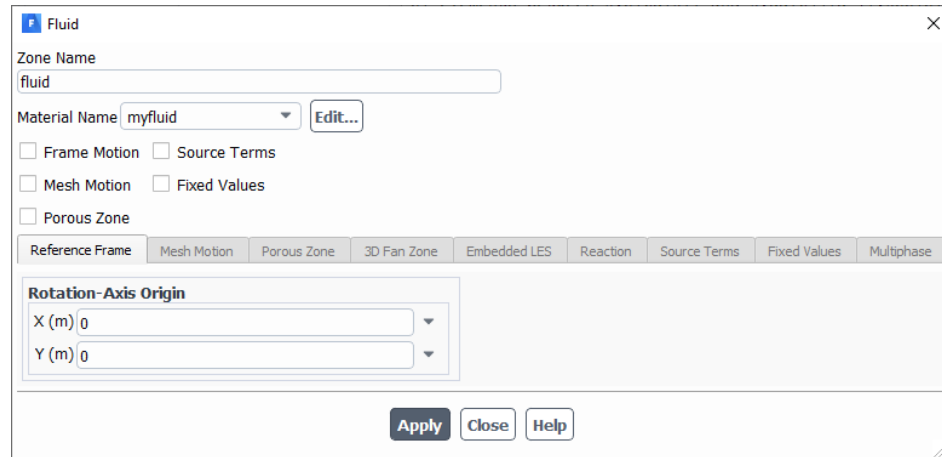 F Fluid
Zone Name
fluid
Material Name myfluid Edit...
Frame Motion Source Terms
Mesh Motion Fixed Values
Porous Zone
Reference Frame Mesh Motion Porous Zone 3D Fan Zone Embedded LES Reaction Source Terms Fixed Values Multiphase
Rotation-Axis Origin
X (m) 0
Y (m) 0
Apply Close Help